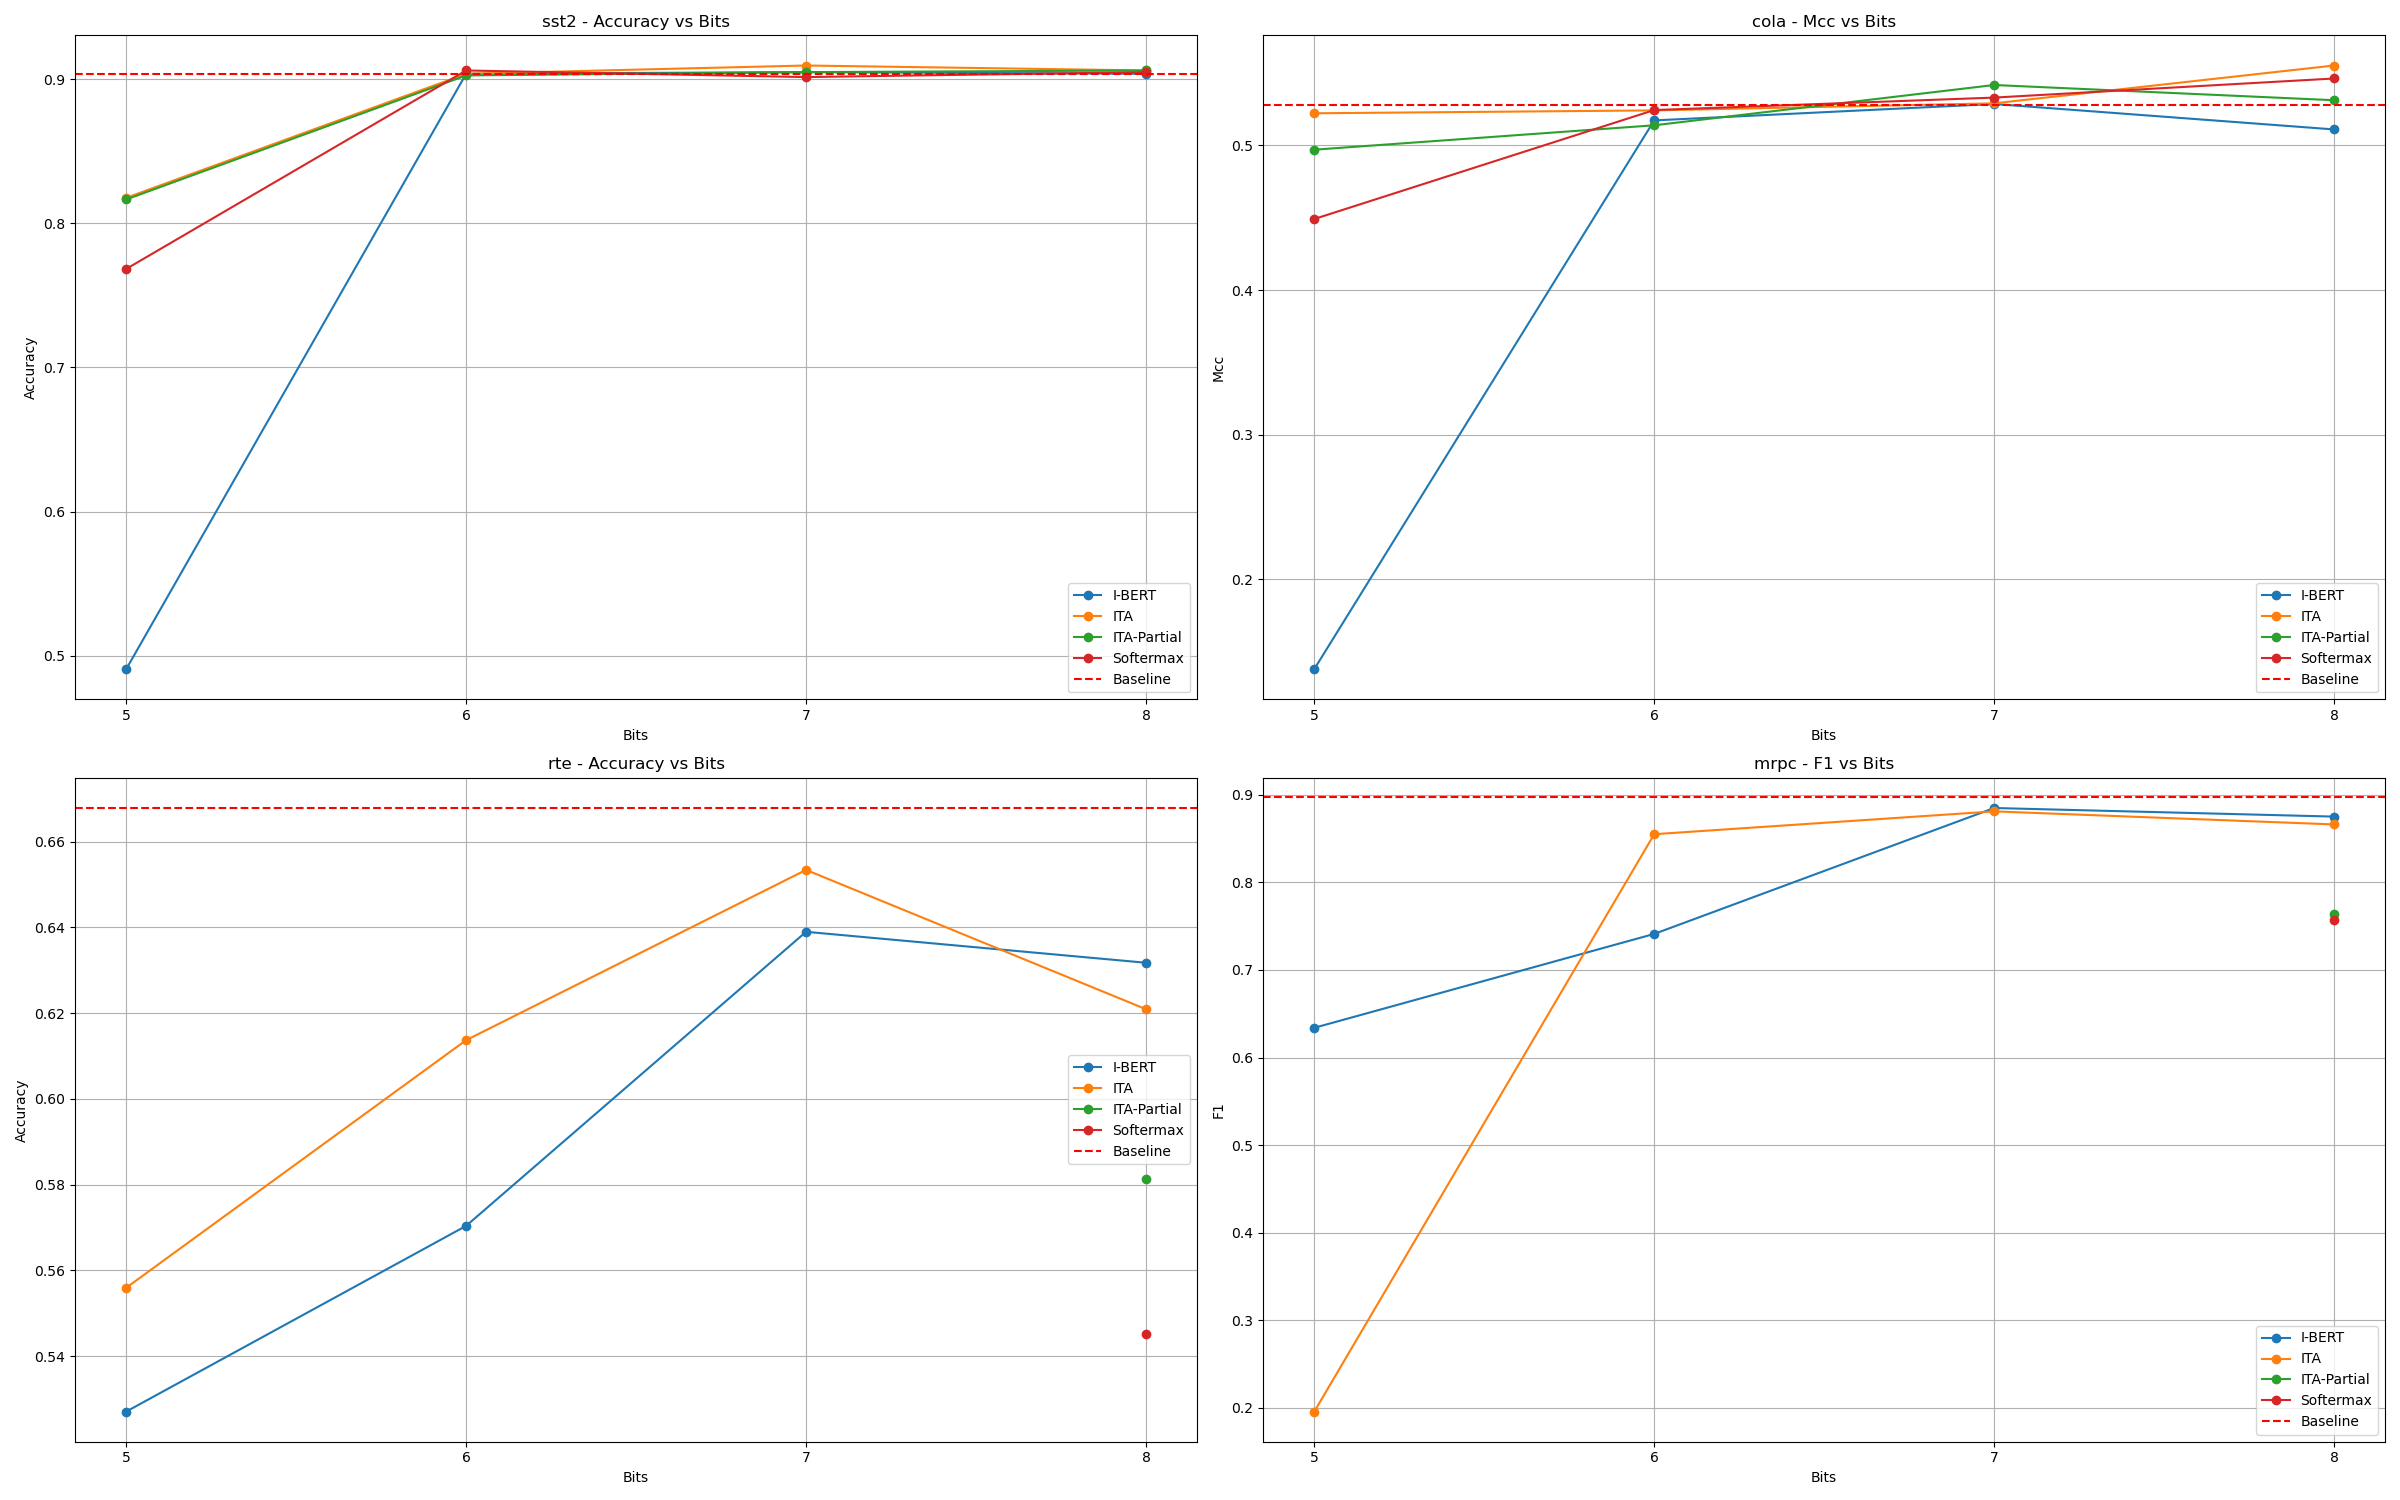 sst2 - Accuracy vs Bits
Accuracy
0.9
0.8
0.7
0.6
0.5
5 6 7 8
Bits
I-BERT
ITA
ITA-Partial
Softermax
Baseline
cola - Mcc vs Bits
Mcc
0.5
0.4
0.3
0.2
5 6 7 8
Bits
I-BERT
ITA
ITA-Partial
Softermax
Baseline
rte - Accuracy vs Bits
Accuracy
0.66
0.64
0.62
0.60
0.58
0.56
0.54
5 6 7 8
Bits
I-BERT
ITA
ITA-Partial
Softermax
Baseline
mrpc - F1 vs Bits
F1
0.9
0.8
0.7
0.6
0.5
0.4
0.3
0.2
5 6 7 8
Bits
I-BERT
ITA
ITA-Partial
Softermax
Baseline